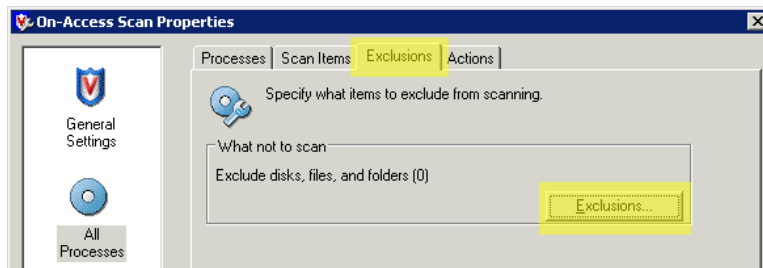 On-Access Scan Properties
Processes
Scan Items
Exclusions
Actions
Specify what items to exclude from scanning.
General
Settings
What not to scan
Exclude disks, files, and folders (0)
Exclusions...
All
Processes